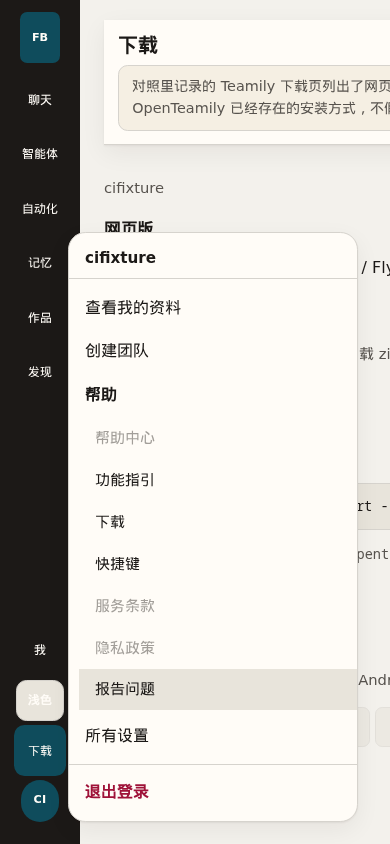 FB
聊天
智能体
自动化
记忆
作品
发现
我
浅色
下载
CI
下载
对照里记录的 Teamily 下载页列出了网页
OpenTeamily 已经存在的安装方式，不
cifixture
网页版
/ Fly
载 zi
rt -
pent
Andr
cifixture
查看我的资料
创建团队
帮助
帮助中心
功能指引
下载
快捷键
服务条款
隐私政策
报告问题
所有设置
退出登录